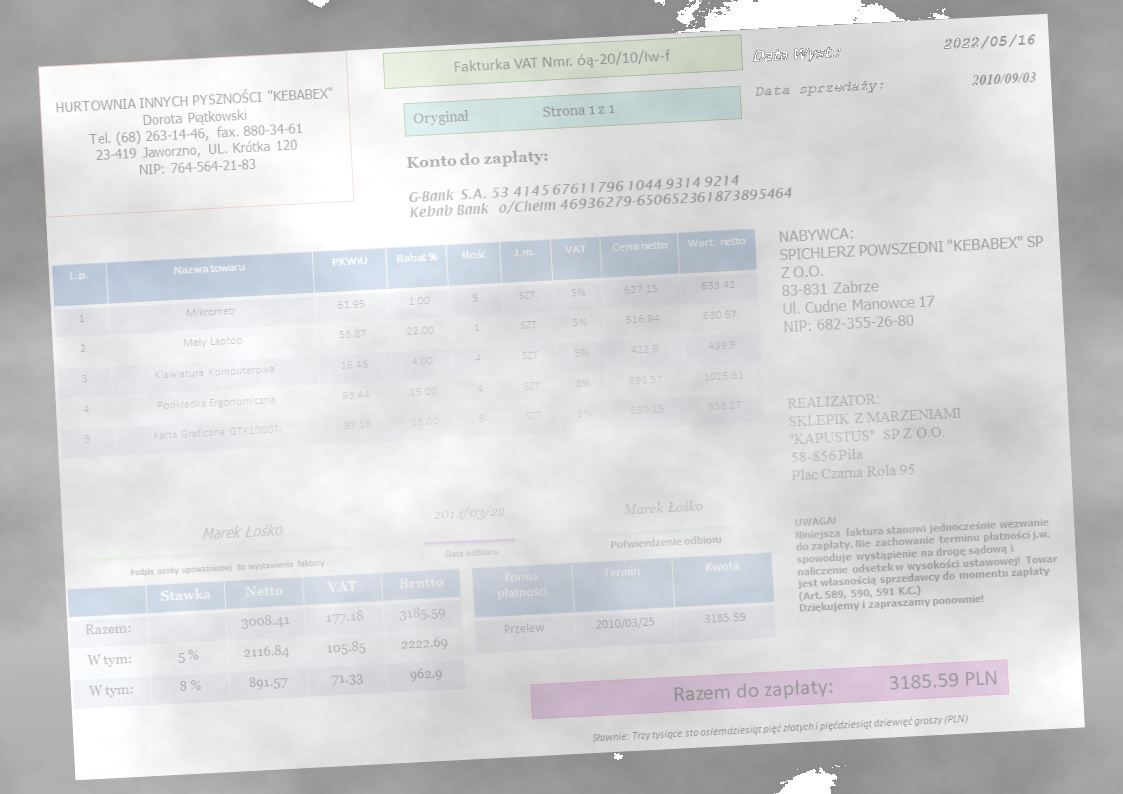 HURTOWNIA INNYCH PYSZNOŚCI "KEBABEX"
Dorota Piątkowski
Tel. (68) 263-14-46, fax. 880-34-61
23-419 Jaworzno, UL. Krótka 120
NIP: 764-564-21-83
Fakturka VAT Nmr. óą-20/10/łw-f
Oryginał Strona 1 z 1
Data Wyst.: 2022/05/16
Data sprzedaży: 2010/09/03
Konto do zapłaty:
G-Bank S.A. 53 4145 67611796 1044 9314 9214
Kebab Bank o/Chełm 46936279-650652361873895464
NABYWCA:
SPICHLERZ POWSZEDNI "KEBABEX" SP
Z O.O.
83-831 Zabrze
Ul. Cudne Manowce 17
NIP: 682-355-26-80
L.p. Nazwa towaru PKWiU Rabat % Ilość J.m. VAT Cena netto Wart. netto
1 Mikrometr 61.95 1.00 5 SZT 5% 627.15 633.42
2 Mały Laptop 58.87 22.00 1 SZT 5% 516.94 630.67
3 Klawiatura Komputerowa 16.46 4.00 4 SZT 5% 422.6 439.5
4 Podkładka Ergonomiczna 93.44 15.00 4 SZT 8% 891.57 1025.31
5 Karta Graficzna GTX1080Ti 97.16 16.00 6 SZT 5% 550.15 638.17
REALIZATOR:
SKLEPIK Z MARZENIAMI
"KAPUSTUS" SP Z O.O.
58-856 Piła
Plac Czarna Rola 95
Marek Łośko 2014/03/22 Marek Łośko
Podpis osoby upoważnionej do wystawienia faktury Data odbioru Potwierdzenie odbioru
UWAGA!
Niniejsza faktura stanowi jednocześnie wezwanie
do zapłaty. Nie zachowanie terminu płatności j.w.
spowoduje wystąpienie na drogę sądową i
naliczenie odsetek w wysokości ustawowej! Towar
jest własnością sprzedawcy do momentu zapłaty
(Art. 589, 590, 591 K.C.)
Dziękujemy i zapraszamy ponownie!
Stawka Netto VAT Brutto
Razem: 3008.41 177.18 3185.59
W tym: 5 % 2116.84 105.85 2222.69
W tym: 8 % 891.57 71.33 962.9
Forma
płatności Termin Kwota
Przelew 2010/03/25 3185.59
Razem do zapłaty: 3185.59 PLN
Słownie: Trzy tysiące sto osiemdziesiąt pięć złotych i pięćdziesiąt dziewięć groszy (PLN)